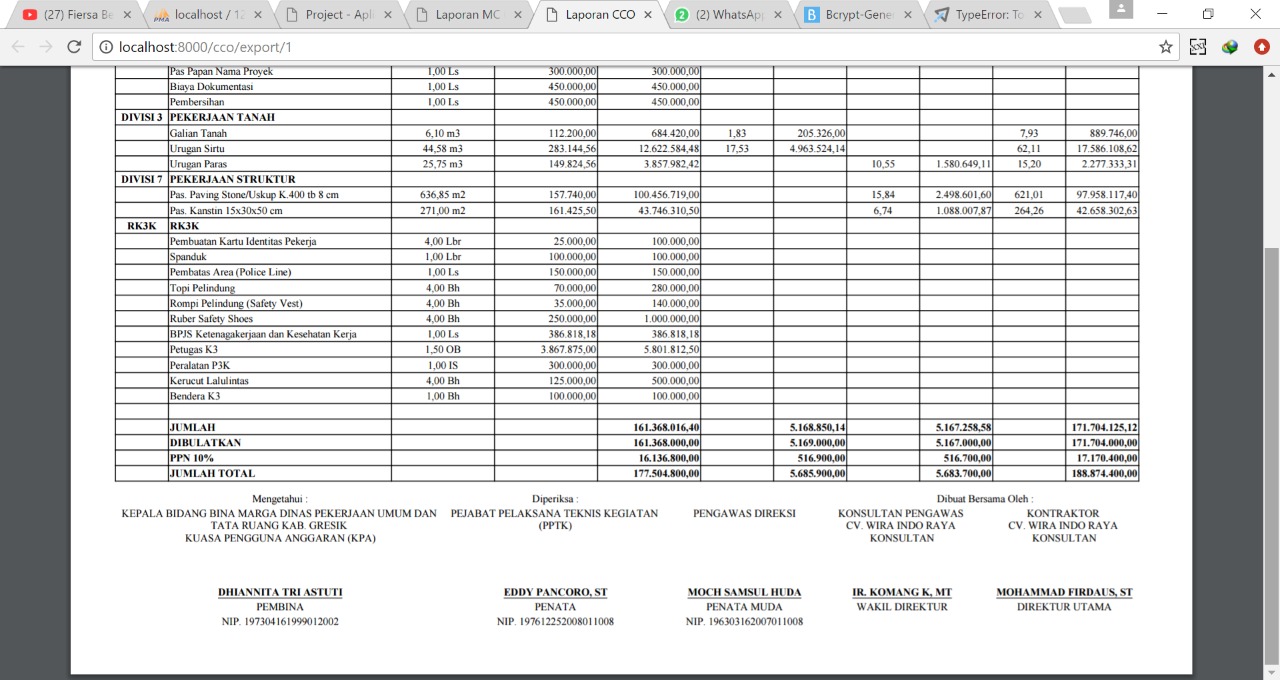 (27) Fiersa Be
localhost / 12
Project - Apli
Laporan MC
Laporan CCO
(2) WhatsAp
Bcrypt-Gene
TypeError: To
localhost:8000/cco/export/1
Pas Papan Nama Proyek 1,00 Ls 300.000,00 300.000,00
Biaya Dokumentasi 1,00 Ls 450.000,00 450.000,00
Pembersihan 1,00 Ls 450.000,00 450.000,00
DIVISI 3 PEKERJAAN TANAH
Galian Tanah 6,10 m3 112.200,00 684.420,00 1,83 205.326,00 7,93 889.746,00
Urugan Sirtu 44,58 m3 283.144,56 12.622.584,48 17,53 4.963.524,14 62,11 17.586.108,62
Urugan Paras 25,75 m3 149.824,56 3.857.982,42 10,55 1.580.649,11 15,20 2.277.333,31
DIVISI 7 PEKERJAAN STRUKTUR
Pas. Paving Stone/Uskup K.400 tb 8 cm 636,85 m2 157.740,00 100.456.719,00 15,84 2.498.601,60 621,01 97.958.117,40
Pas. Kanstin 15x30x50 cm 271,00 m2 161.425,50 43.746.310,50 6,74 1.088.007,87 264,26 42.658.302,63
RK3K RK3K
Pembuatan Kartu Identitas Pekerja 4,00 Lbr 25.000,00 100.000,00
Spanduk 1,00 Lbr 100.000,00 100.000,00
Pembatas Area (Police Line) 1,00 Ls 150.000,00 150.000,00
Topi Pelindung 4,00 Bh 70.000,00 280.000,00
Rompi Pelindung (Safety Vest) 4,00 Bh 35.000,00 140.000,00
Ruber Safety Shoes 4,00 Bh 250.000,00 1.000.000,00
BPJS Ketenagakerjaan dan Kesehatan Kerja 1,00 Ls 386.818,18 386.818,18
Petugas K3 1,50 OB 3.867.875,00 5.801.812,50
Peralatan P3K 1,00 lS 300.000,00 300.000,00
Kerucut Lalulintas 4,00 Bh 125.000,00 500.000,00
Bendera K3 1,00 Bh 100.000,00 100.000,00
JUMLAH 161.368.016,40 5.168.850,14 5.167.258,58 171.704.125,12
DIBULATKAN 161.368.000,00 5.169.000,00 5.167.000,00 171.704.000,00
PPN 10% 16.136.800,00 516.900,00 516.700,00 17.170.400,00
JUMLAH TOTAL 177.504.800,00 5.685.900,00 5.683.700,00 188.874.400,00
Mengetahui : Diperiksa : Dibuat Bersama Oleh :
KEPALA BIDANG BINA MARGA DINAS PEKERJAAN UMUM DAN PEJABAT PELAKSANA TEKNIS KEGIATAN PENGAWAS DIREKSI KONSULTAN PENGAWAS KONTRAKTOR
TATA RUANG KAB. GRESIK (PPTK) CV. WIRA INDO RAYA CV. WIRA INDO RAYA
KUASA PENGGUNA ANGGARAN (KPA) KONSULTAN KONSULTAN
DHIANNITA TRI ASTUTI EDDY PANCORO, ST MOCH SAMSUL HUDA IR. KOMANG K, MT MOHAMMAD FIRDAUS, ST
PEMBINA PENATA PENATA MUDA WAKIL DIREKTUR DIREKTUR UTAMA
NIP. 197304161999012002 NIP. 197612252008011008 NIP. 196303162007011008